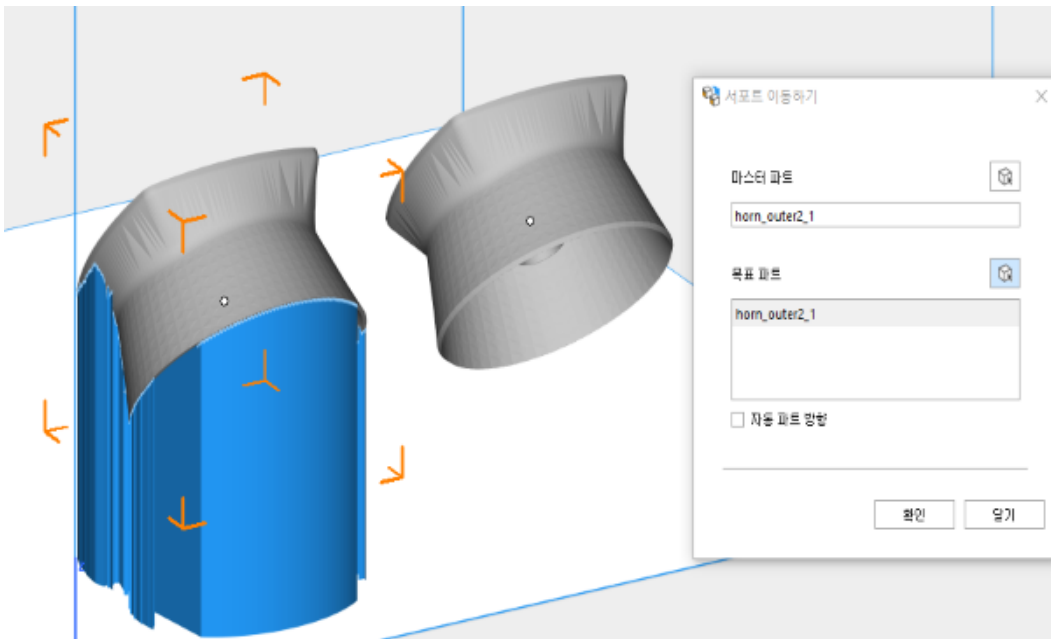 서포트 이동하기
마스터 파트
horn_outer2_1
목표 파트
horn_outer2_1
자동 파트 방향
확인
닫기